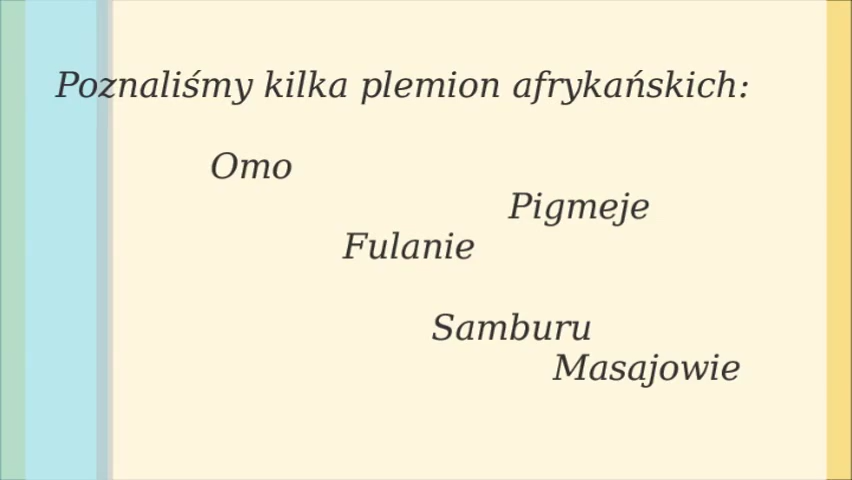 Poznaliśmy kilka plemion afrykańskich:
Omo
Pigmeje
Fulanie
Samburu
Masajowie